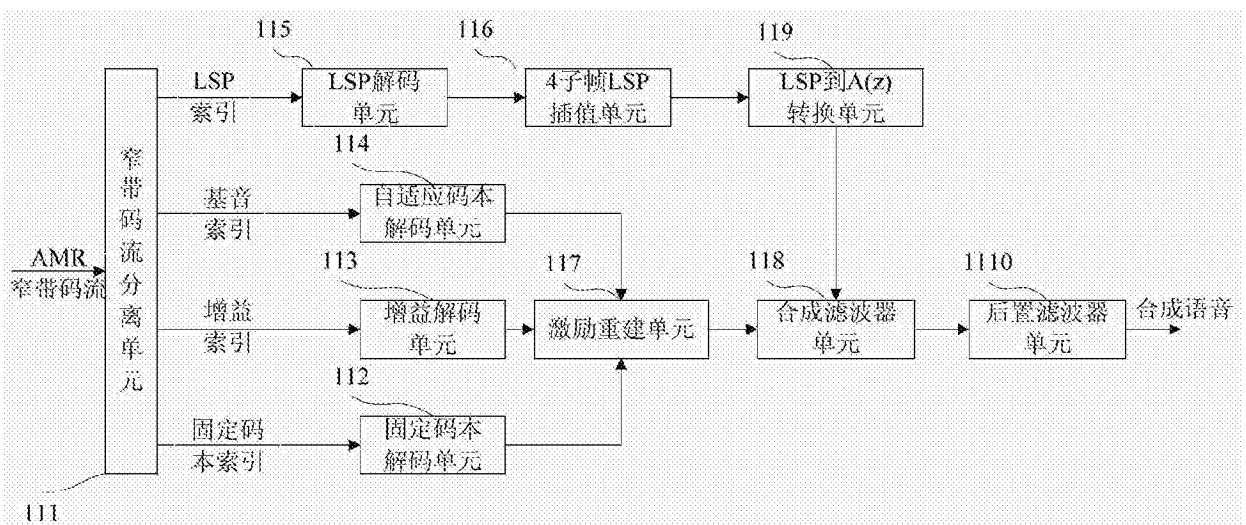 115
116
119
LSP
索引
LSP解码
单元
4子帧LSP
插值单元
LSP到A(z)
转换单元
114
窄带码流分离单元
基音
索引
自适应码本
解码单元
AMR
窄带码流
113
117
118
1110
增益
索引
增益解码
单元
激励重建单元
合成滤波器
单元
后置滤波器
单元
合成语音
112
固定码
本索引
固定码本
解码单元
111